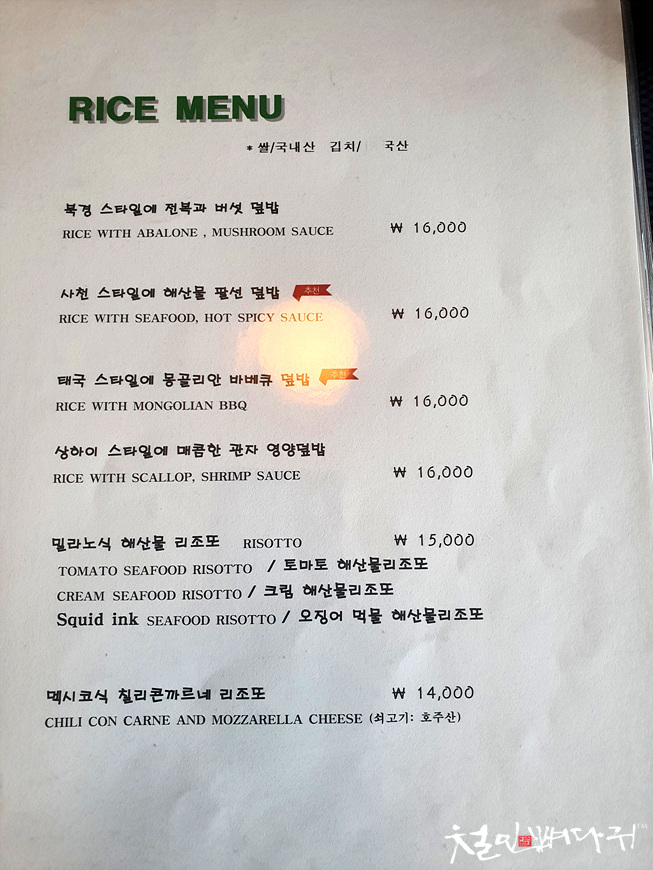 RICE MENU
* 쌀/국내산 김치/ 국산
북경 스타일에 전복과 버섯 덮밥
RICE WITH ABALONE , MUSHROOM SAUCE ₩ 16,000
사천 스타일에 해산물 팔선 덮밥 추천
RICE WITH SEAFOOD, HOT SPICY SAUCE ₩ 16,000
태국 스타일에 몽골리안 바베큐 덮밥 추천
RICE WITH MONGOLIAN BBQ ₩ 16,000
상하이 스타일에 매콤한 관자 영양덮밥
RICE WITH SCALLOP, SHRIMP SAUCE ₩ 16,000
밀라노식 해산물 리조또 RISOTTO ₩ 15,000
TOMATO SEAFOOD RISOTTO / 토마토 해산물리조또
CREAM SEAFOOD RISOTTO / 크림 해산물리조또
Squid ink SEAFOOD RISOTTO / 오징어 먹물 해산물리조또
멕시코식 칠리콘까르네 리조또 ₩ 14,000
CHILI CON CARNE AND MOZZARELLA CHEESE (쇠고기: 호주산)
철민뼈다귀 TM